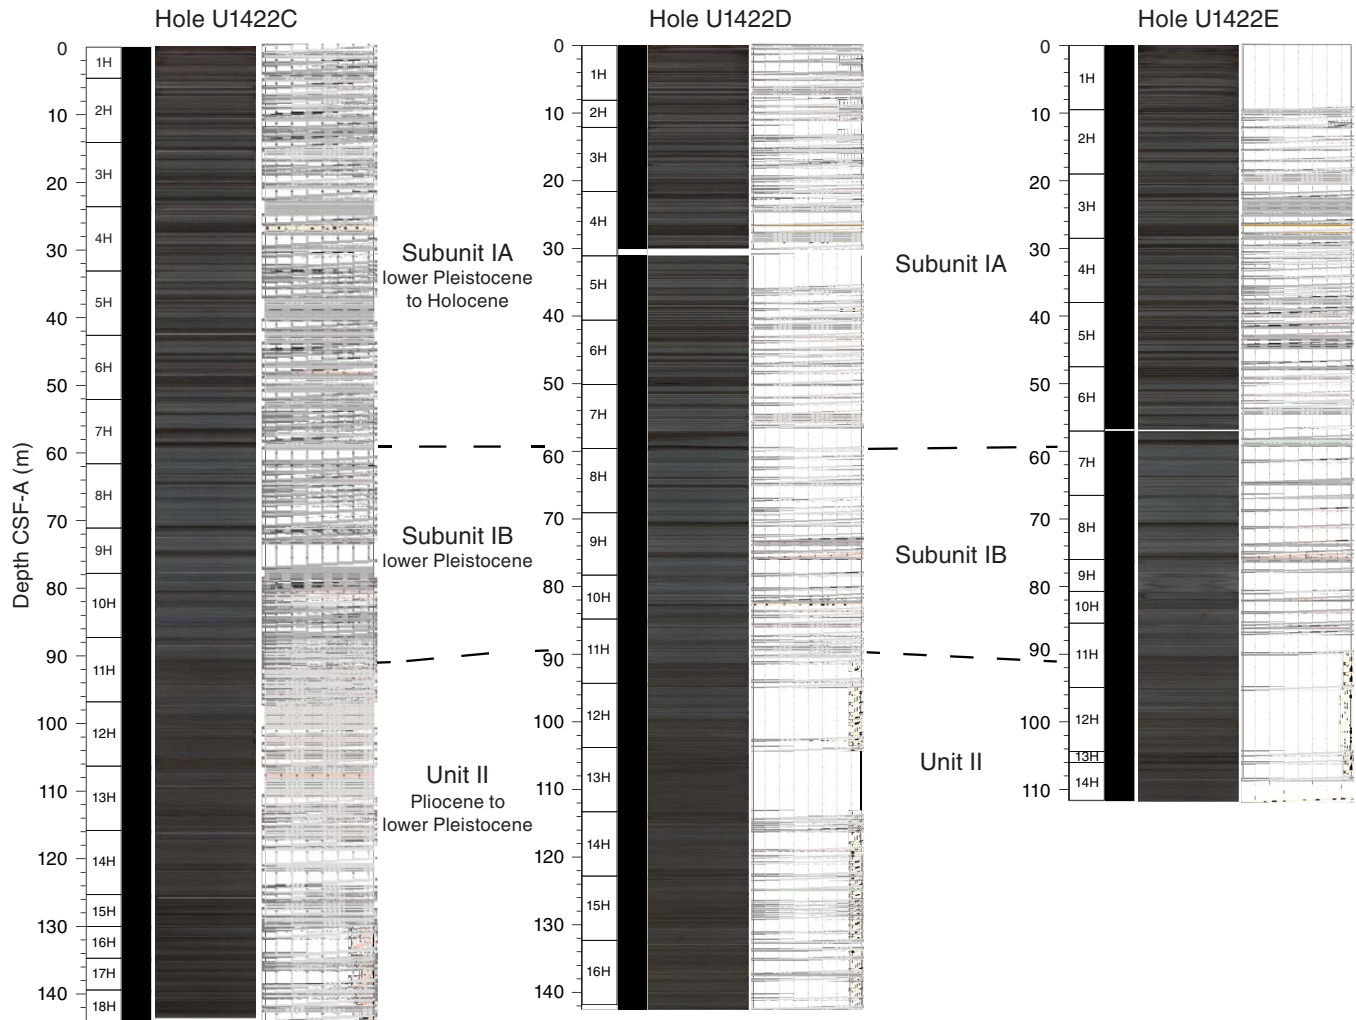 Hole U1422C
Hole U1422D
Hole U1422E
Depth CSF-A (m)
0
10
20
30
40
50
60
70
80
90
100
110
120
130
140
1H
2H
3H
4H
5H
6H
7H
8H
9H
10H
11H
12H
13H
14H
15H
16H
17H
18H
Subunit IA
lower Pleistocene
to Holocene
Subunit IB
lower Pleistocene
Unit II
Pliocene to
lower Pleistocene
0
10
20
30
40
50
60
70
80
90
100
110
120
130
140
1H
2H
3H
4H
5H
6H
7H
8H
9H
10H
11H
12H
13H
14H
15H
16H
Subunit IA
Subunit IB
Unit II
0
10
20
30
40
50
60
70
80
90
100
110
1H
2H
3H
4H
5H
6H
7H
8H
9H
10H
11H
12H
13H
14H